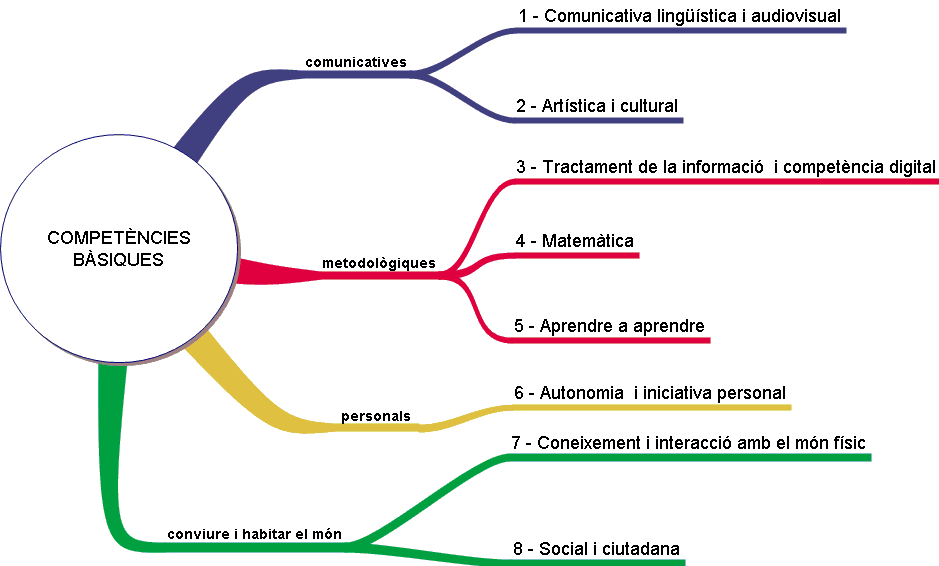 COMPETÈNCIES
BÀSIQUES
comunicatives
1 - Comunicativa lingüística i audiovisual
2 - Artística i cultural
metodològiques
3 - Tractament de la informació i competència digital
4 - Matemàtica
5 - Aprendre a aprendre
personals
6 - Autonomia i iniciativa personal
conviure i habitar el món
7 - Coneixement i interacció amb el món físic
8 - Social i ciutadana